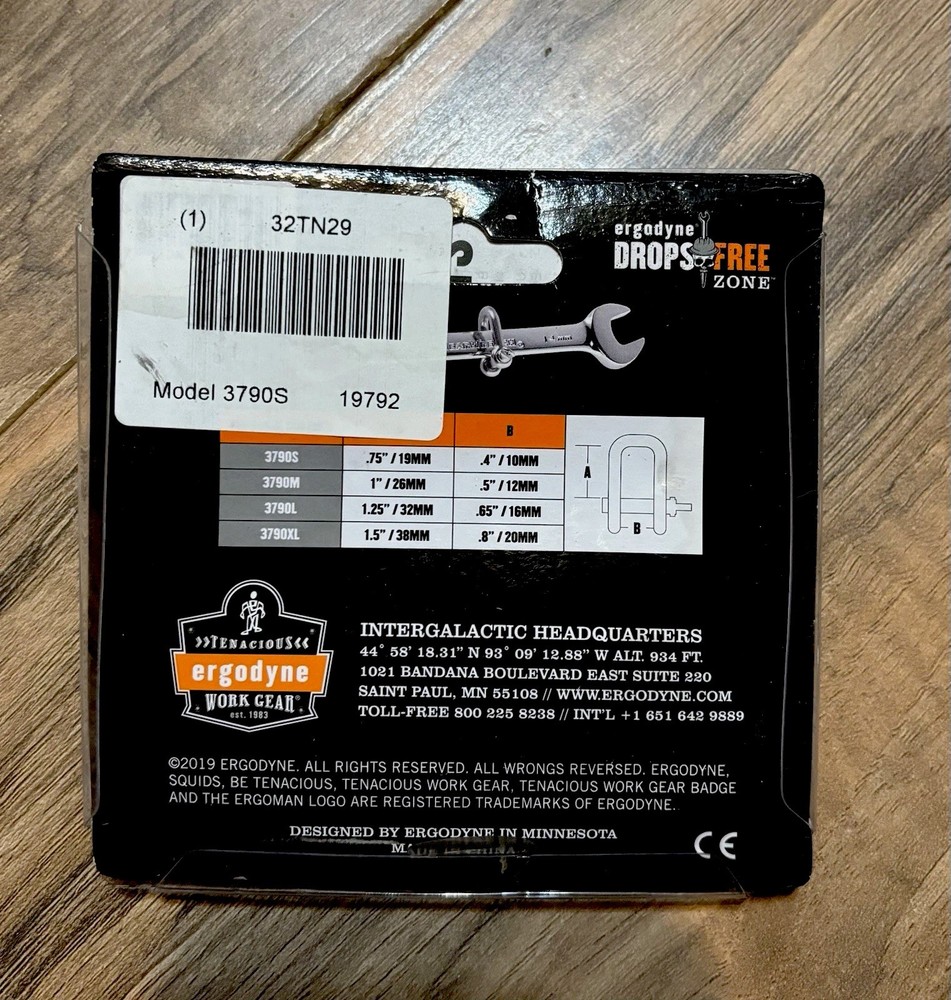 (1) 32TN29
Model 3790S 19792
ergodyne
DROPS FREE
ZONE™
B
3790S .75” / 19MM .4” / 10MM
3790M 1” / 26MM .5” / 12MM
3790L 1.25” / 32MM .65” / 16MM
3790XL 1.5” / 38MM .8” / 20MM
A
B
»TENACIOUS«
ergodyne
WORK GEAR®
est. 1983
INTERGALACTIC HEADQUARTERS
44° 58’ 18.31” N 93° 09’ 12.88” W ALT. 934 FT.
1021 BANDANA BOULEVARD EAST SUITE 220
SAINT PAUL, MN 55108 // WWW.ERGODYNE.COM
TOLL-FREE 800 225 8238 // INT’L +1 651 642 9889
©2019 ERGODYNE. ALL RIGHTS RESERVED. ALL WRONGS REVERSED. ERGODYNE,
SQUIDS, BE TENACIOUS, TENACIOUS WORK GEAR, TENACIOUS WORK GEAR BADGE
AND THE ERGOMAN LOGO ARE REGISTERED TRADEMARKS OF ERGODYNE.
DESIGNED BY ERGODYNE IN MINNESOTA
MADE IN CHINA
CE